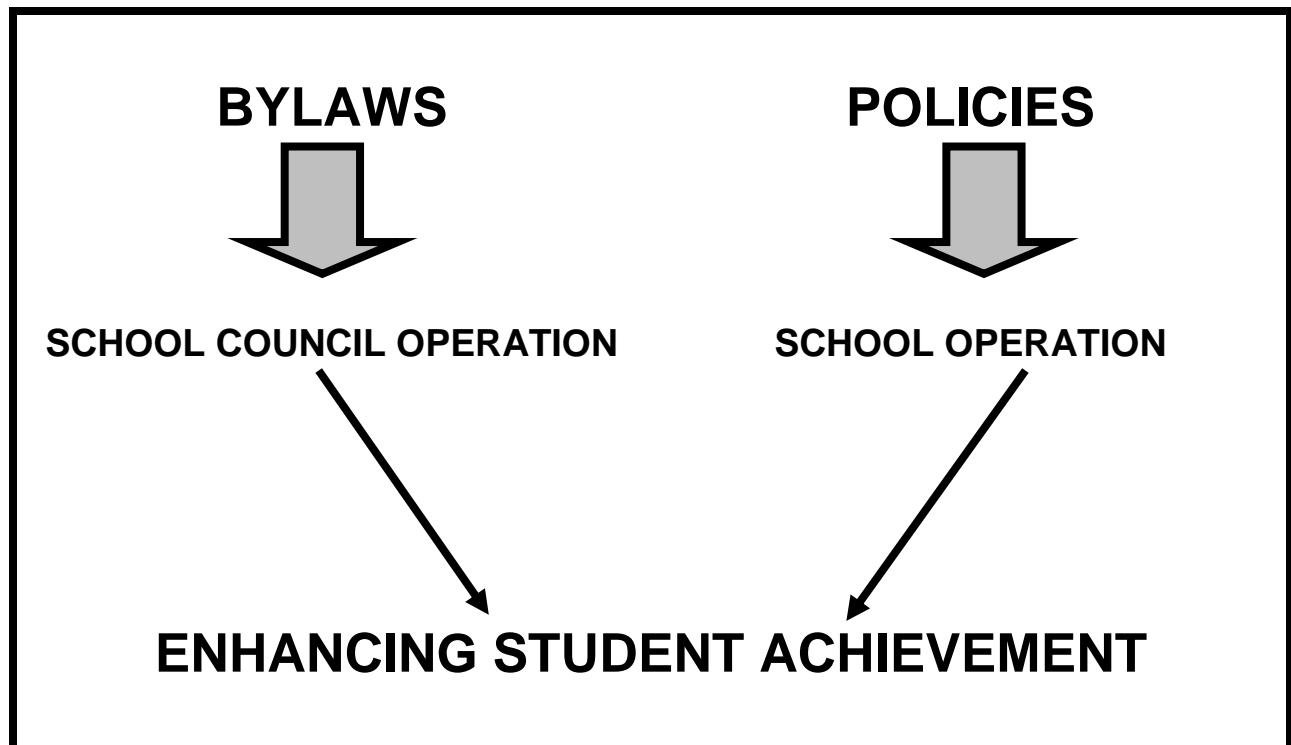 BYLAWS POLICIES
SCHOOL COUNCIL OPERATION SCHOOL OPERATION
ENHANCING STUDENT ACHIEVEMENT